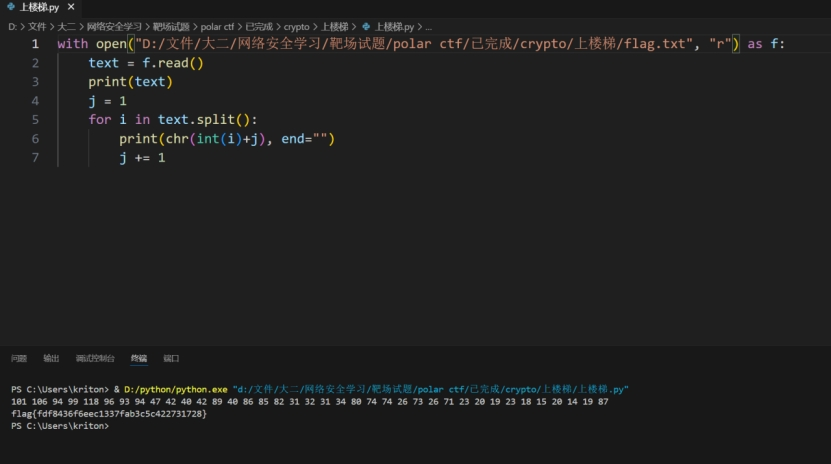 上楼梯.py ×
D: > 文件 > 大二 > 网络安全学习 > 靶场试题 > polar ctf > 已完成 > crypto > 上楼梯 > 上楼梯.py > ...
1 with open("D:/文件/大二/网络安全学习/靶场试题/polar ctf/已完成/crypto/上楼梯/flag.txt", "r") as f:
2 text = f.read()
3 print(text)
4 j = 1
5 for i in text.split():
6 print(chr(int(i)+j), end="")
7 j += 1
问题 输出 调试控制台 终端 端口
PS C:\Users\kriton> & D:/python/python.exe "d:/文件/大二/网络安全学习/靶场试题/polar ctf/已完成/crypto/上楼梯/上楼梯.py"
101 106 94 99 118 96 93 94 47 42 40 42 89 40 86 85 82 31 32 31 34 80 74 74 26 73 26 71 23 20 19 23 18 15 20 14 19 87
flag{fdf8436f6eec1337fab3c5c422731728}
PS C:\Users\kriton>